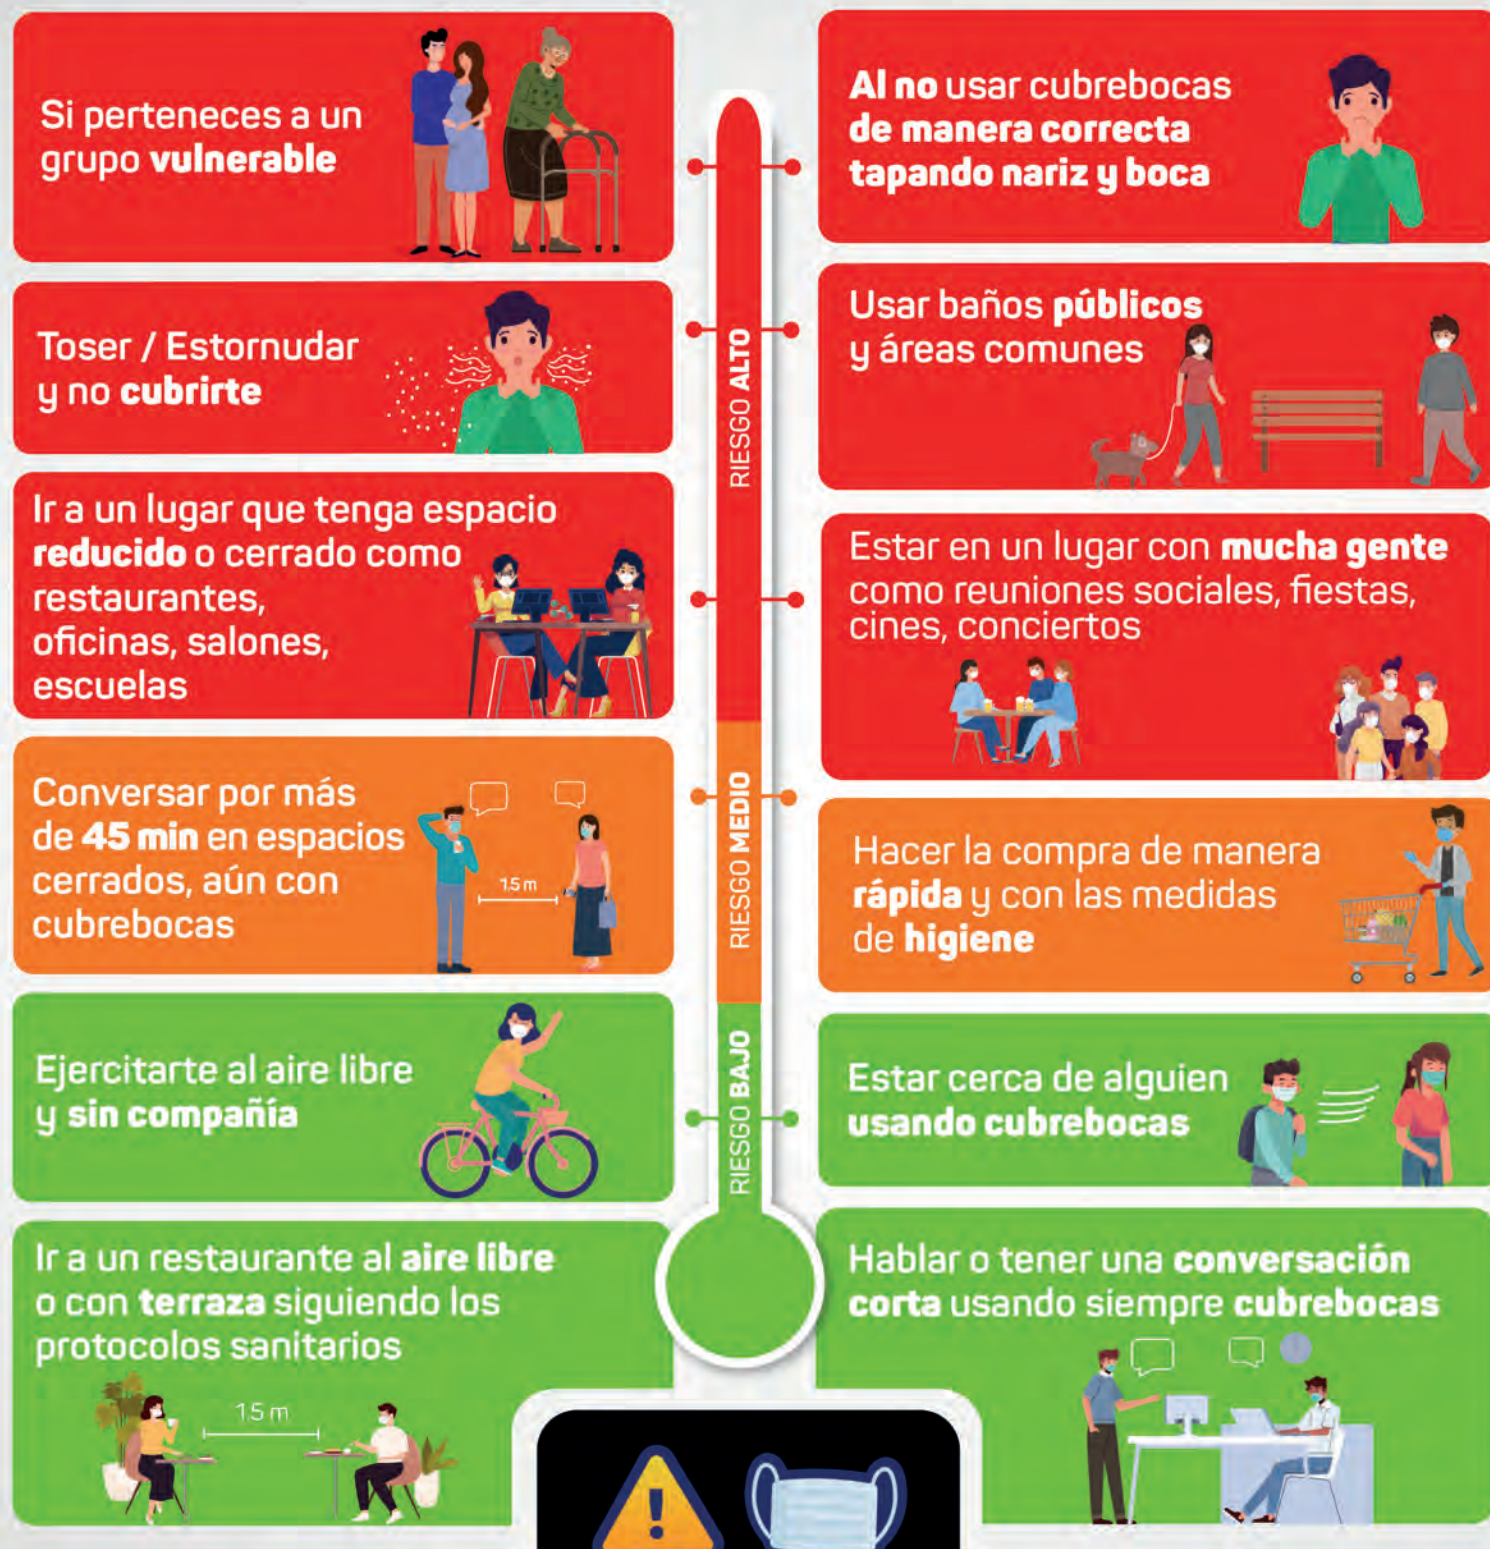 Si perteneces a un
grupo vulnerable
Al no usar cubrebocas
de manera correcta
tapando nariz y boca
Toser / Estornudar
y no cubrirte
Usar baños públicos
y áreas comunes
RIESGO ALTO
Ir a un lugar que tenga espacio
reducido o cerrado como
restaurantes,
oficinas, salones,
escuelas
Estar en un lugar con mucha gente
como reuniones sociales, fiestas,
cines, conciertos
Conversar por más
de 45 min en espacios
cerrados, aún con
cubrebocas
1.5 m
RIESGO MEDIO
Hacer la compra de manera
rápida y con las medidas
de higiene
Ejercitarte al aire libre
y sin compañía
RIESGO BAJO
Estar cerca de alguien
usando cubrebocas
Ir a un restaurante al aire libre
o con terraza siguiendo los
protocolos sanitarios
1.5 m
Hablar o tener una conversación
corta usando siempre cubrebocas